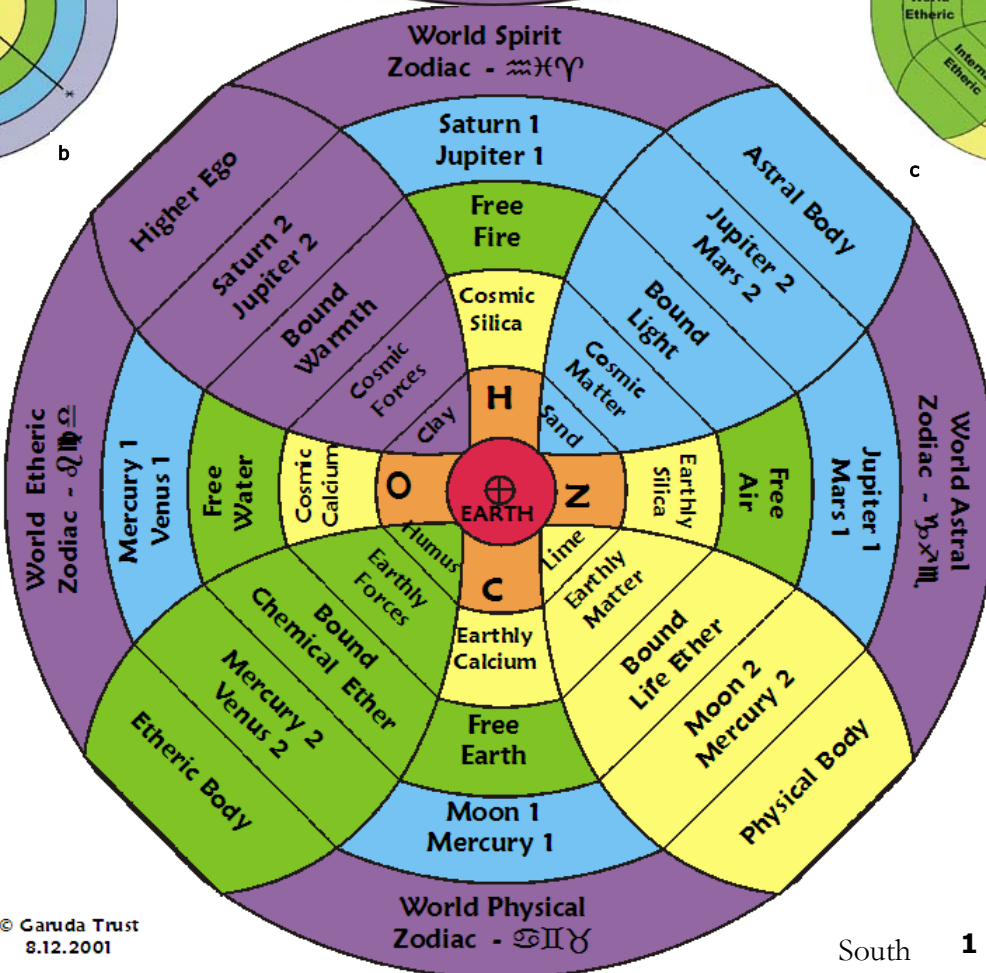 World
Etheric
Etheric
b
c
World Spirit
Zodiac - ♒♓♈
Saturn 1
Jupiter 1
Free
Fire
Cosmic
Silica
H
Higher Ego
Saturn 2
Jupiter 2
Bound
Warmth
Cosmic
Forces
Clay
Astral Body
Jupiter 2
Mars 2
Bound
Light
Cosmic
Matter
Sand
World Etheric
Zodiac - ♌♍♎
Mercury 1
Venus 1
Free
Water
Cosmic
Calcium
O
⊕
EARTH
N
Earthly
Silica
Free
Air
Jupiter 1
Mars 1
World Astral
Zodiac - ♑♐♏
Humus
Earthly
Forces
Bound
Chemical Ether
Mercury 2
Venus 2
Etheric Body
C
Earthly
Calcium
Free
Earth
Moon 1
Mercury 1
World Physical
Zodiac - ♋♊♉
Lime
Earthly
Matter
Bound
Life Ether
Moon 2
Mercury 2
Physical Body
© Garuda Trust
8.12.2001
South 1